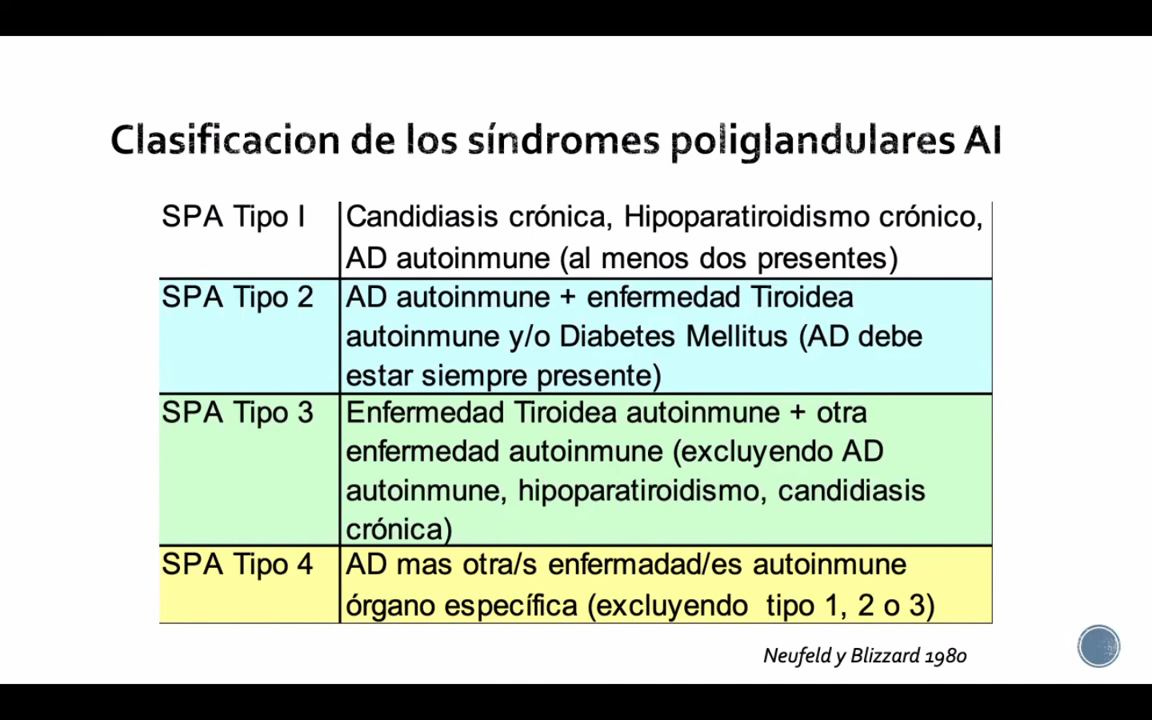 Clasificacion de los síndromes poliglandulares AI
SPA Tipo I
Candidiasis crónica, Hipoparatiroidismo crónico,
AD autoinmune (al menos dos presentes)
SPA Tipo 2
AD autoinmune + enfermedad Tiroidea
autoinmune y/o Diabetes Mellitus (AD debe
estar siempre presente)
SPA Tipo 3
Enfermedad Tiroidea autoinmune + otra
enfermedad autoinmune (excluyendo AD
autoinmune, hipoparatiroidismo, candidiasis
crónica)
SPA Tipo 4
AD mas otra/s enfermadad/es autoinmune
órgano específica (excluyendo tipo 1, 2 o 3)
Neufeld y Blizzard 1980